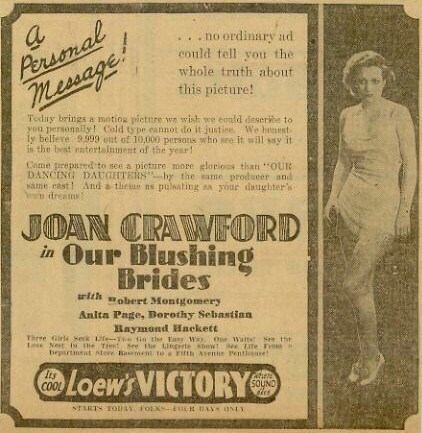 A
Personal
Message!
... no ordinary ad
could tell you the
whole truth about
this picture!
Today brings a motion picture we wish we could describe to
you personally! Cold type cannot do it justice. We honest-
ly believe 9,999 out of 10,000 persons who see it will say it
is the best entertainment of the year!
Come prepared to see a picture more glorious than "OUR
DANCING DAUGHTERS"—by the same producer and
same cast! And a theme as pulsating as your daughter's
own dreams!
JOAN CRAWFORD
in Our Blushing
Brides
with Robert Montgomery
Anita Page, Dorothy Sebastian
Raymond Hackett
Three Girls Seek Life—Two Go the Easy Way, One Waits! See the
Love Nest in the Tree! See the Lingerie Show! See Life From a
Department Store Basement to a Fifth Avenue Penthouse!
Its
COOL
Loew's VICTORY
where
SOUND
STARTS TODAY, FOLKS—FOUR DAYS ONLY